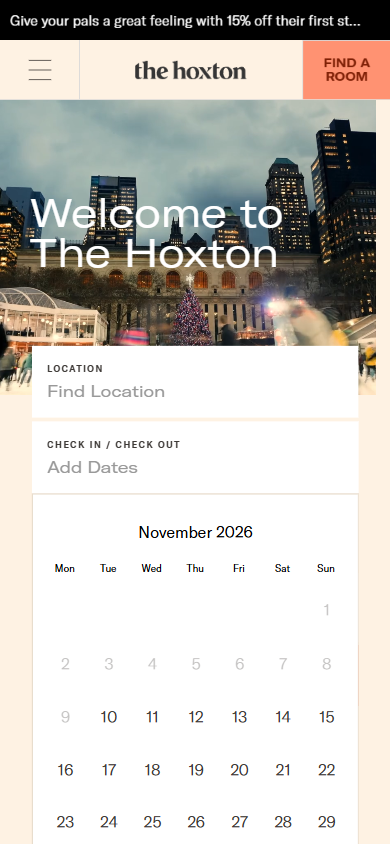 Give your pals a great feeling with 15% off their first st...
the hoxton
FIND A
ROOM
Welcome to
The Hoxton
LOCATION
Find Location
CHECK IN / CHECK OUT
Add Dates
November 2026
Mon Tue Wed Thu Fri Sat Sun
1
2 3 4 5 6 7 8
9 10 11 12 13 14 15
16 17 18 19 20 21 22
23 24 25 26 27 28 29